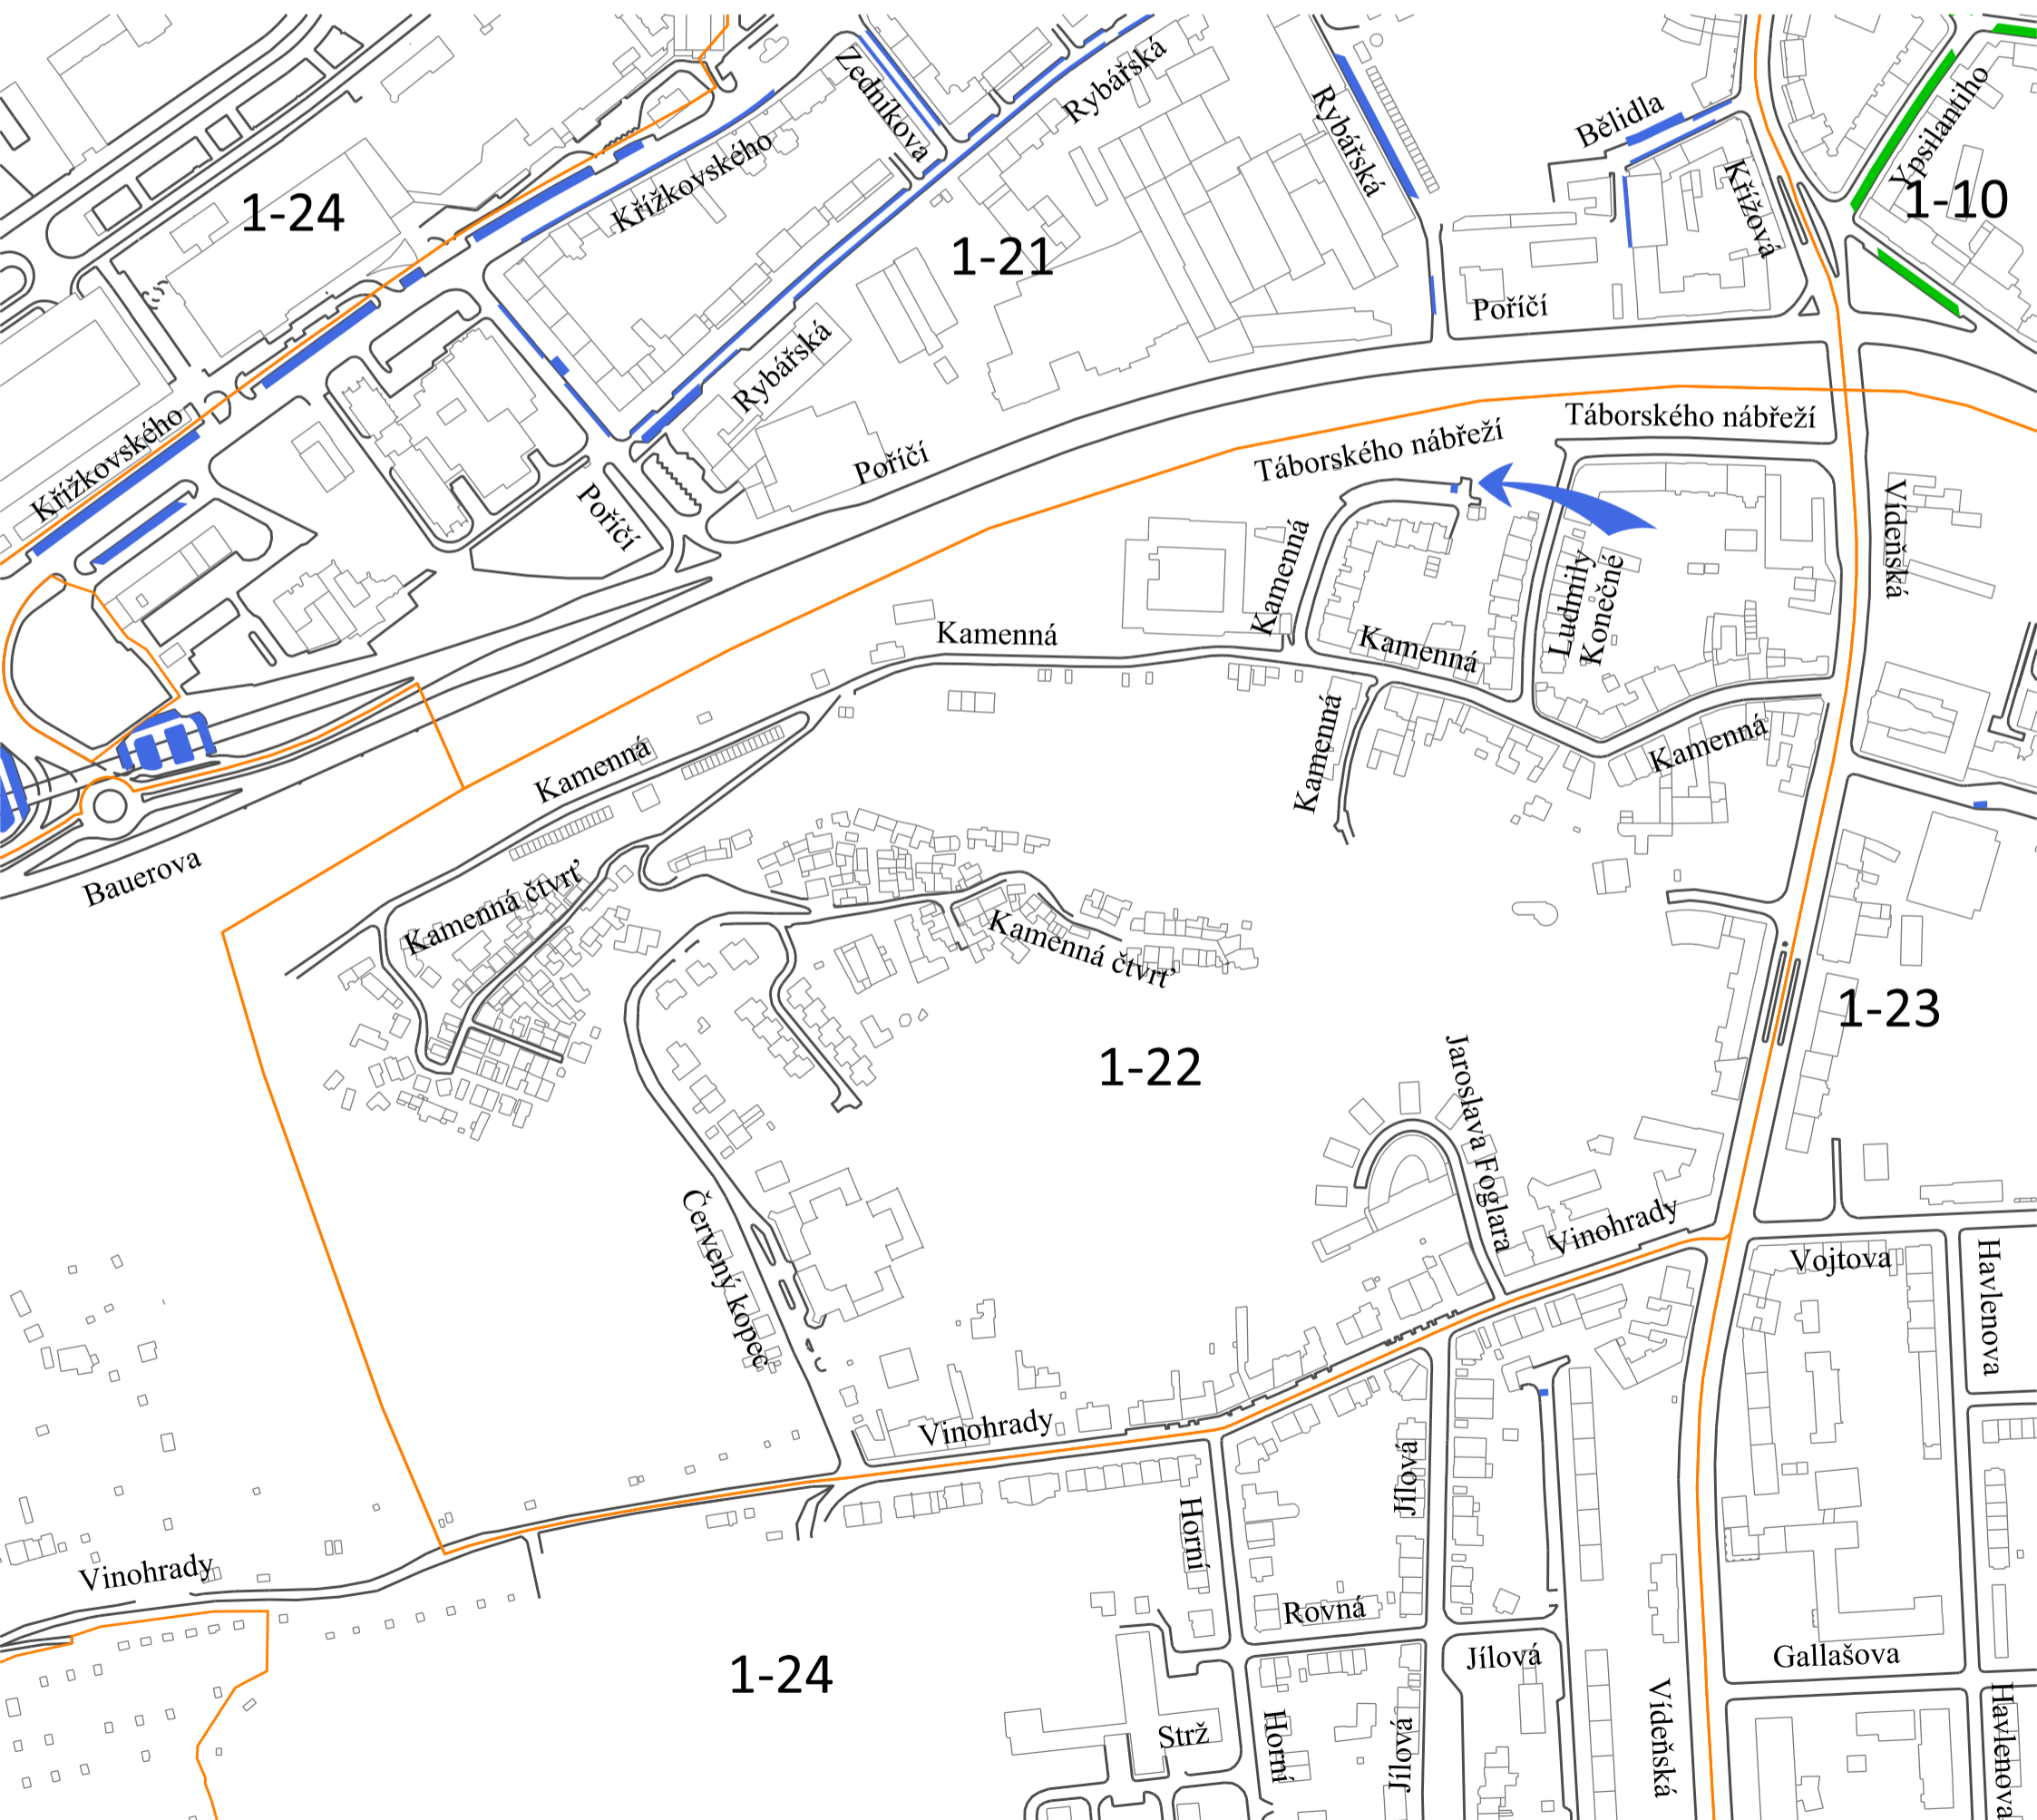 Zedníkova
Rybářská
Rybářská
Bělidla
Ypsilantiho
Křížkovského
Křížová
1-24
1-10
1-21
Poříčí
Rybářská
Křížkovského
Táborského nábřeží
Táborského nábřeží
Poříčí
Poříčí
Vídeňská
Kamenná
Ludmily
Konečné
Kamenná
Kamenná
Kamenná
Kamenná
Kamenná
Bauerova
Kamenná čtvrť
Kamenná čtvrť
1-23
1-22
Jaroslava Foglara
Červený kopec
Vinohrady
Vojtova
Havlenova
Vinohrady
Jílová
Horní
Vinohrady
Rovná
Jílová
Gallašova
1-24
Vídeňská
Strž
Horní
Jílová
Havlenova